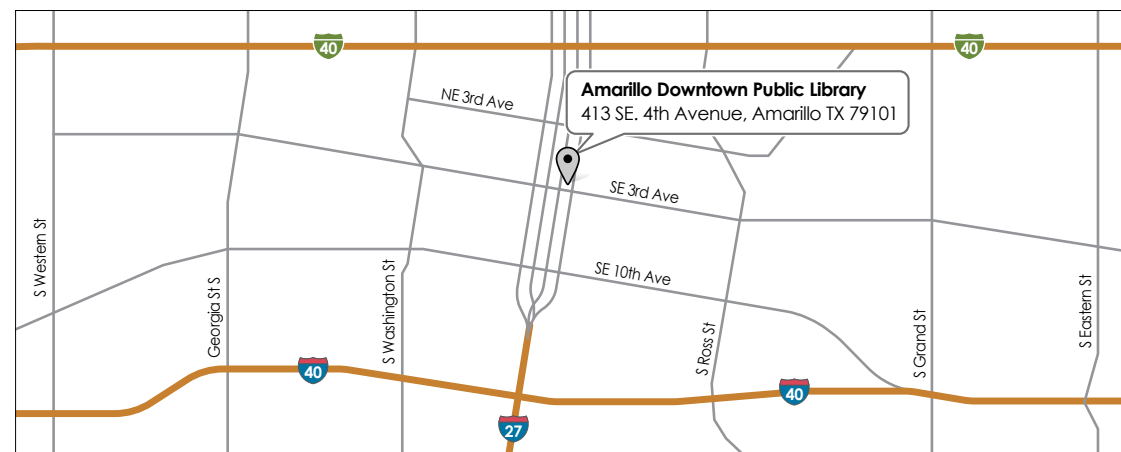 40
40
Amarillo Downtown Public Library
413 SE. 4th Avenue, Amarillo TX 79101
NE 3rd Ave
SE 3rd Ave
SE 10th Ave
S Western St
Georgia St S
S Washington St
S Ross St
S Grand St
S Eastern St
40
40
27